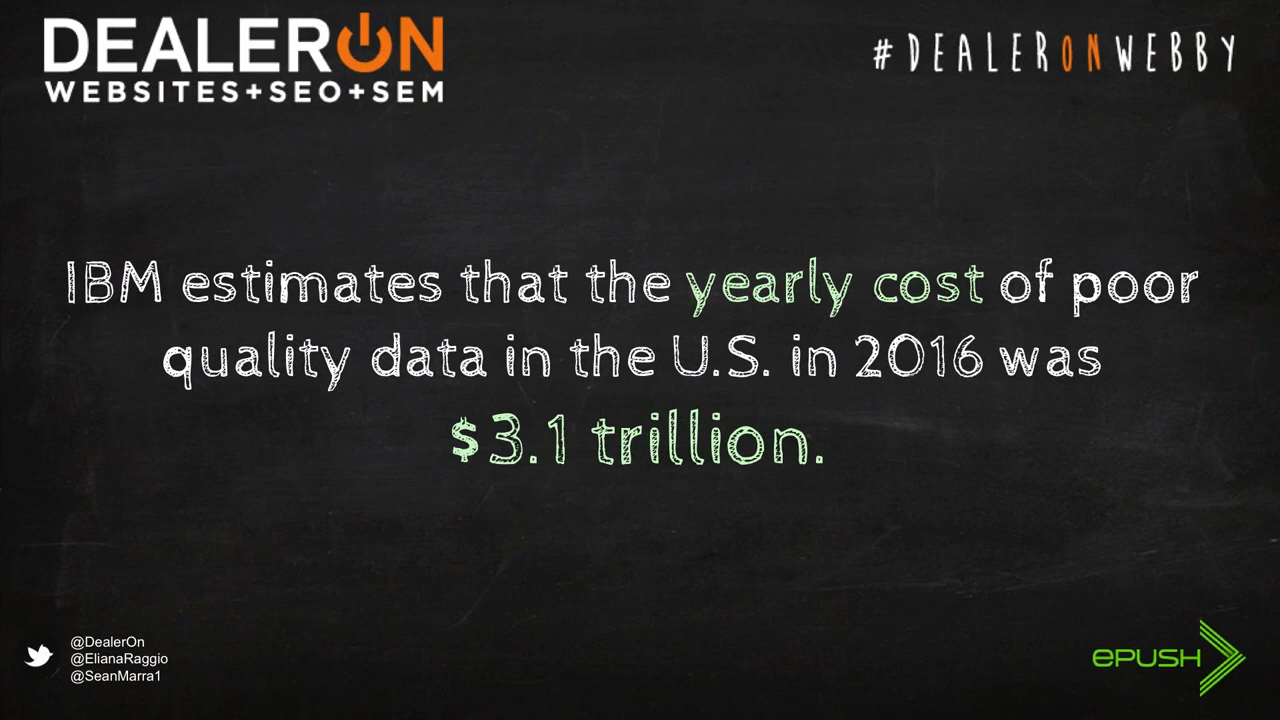 DEALERON
WEBSITES+SEO+SEM
#DEALERONWEBBY
IBM estimates that the yearly cost of poor
quality data in the U.S. in 2016 was
$3.1 trillion.
@DealerOn
@ElianaRaggio
@SeanMarra1
ePUSH